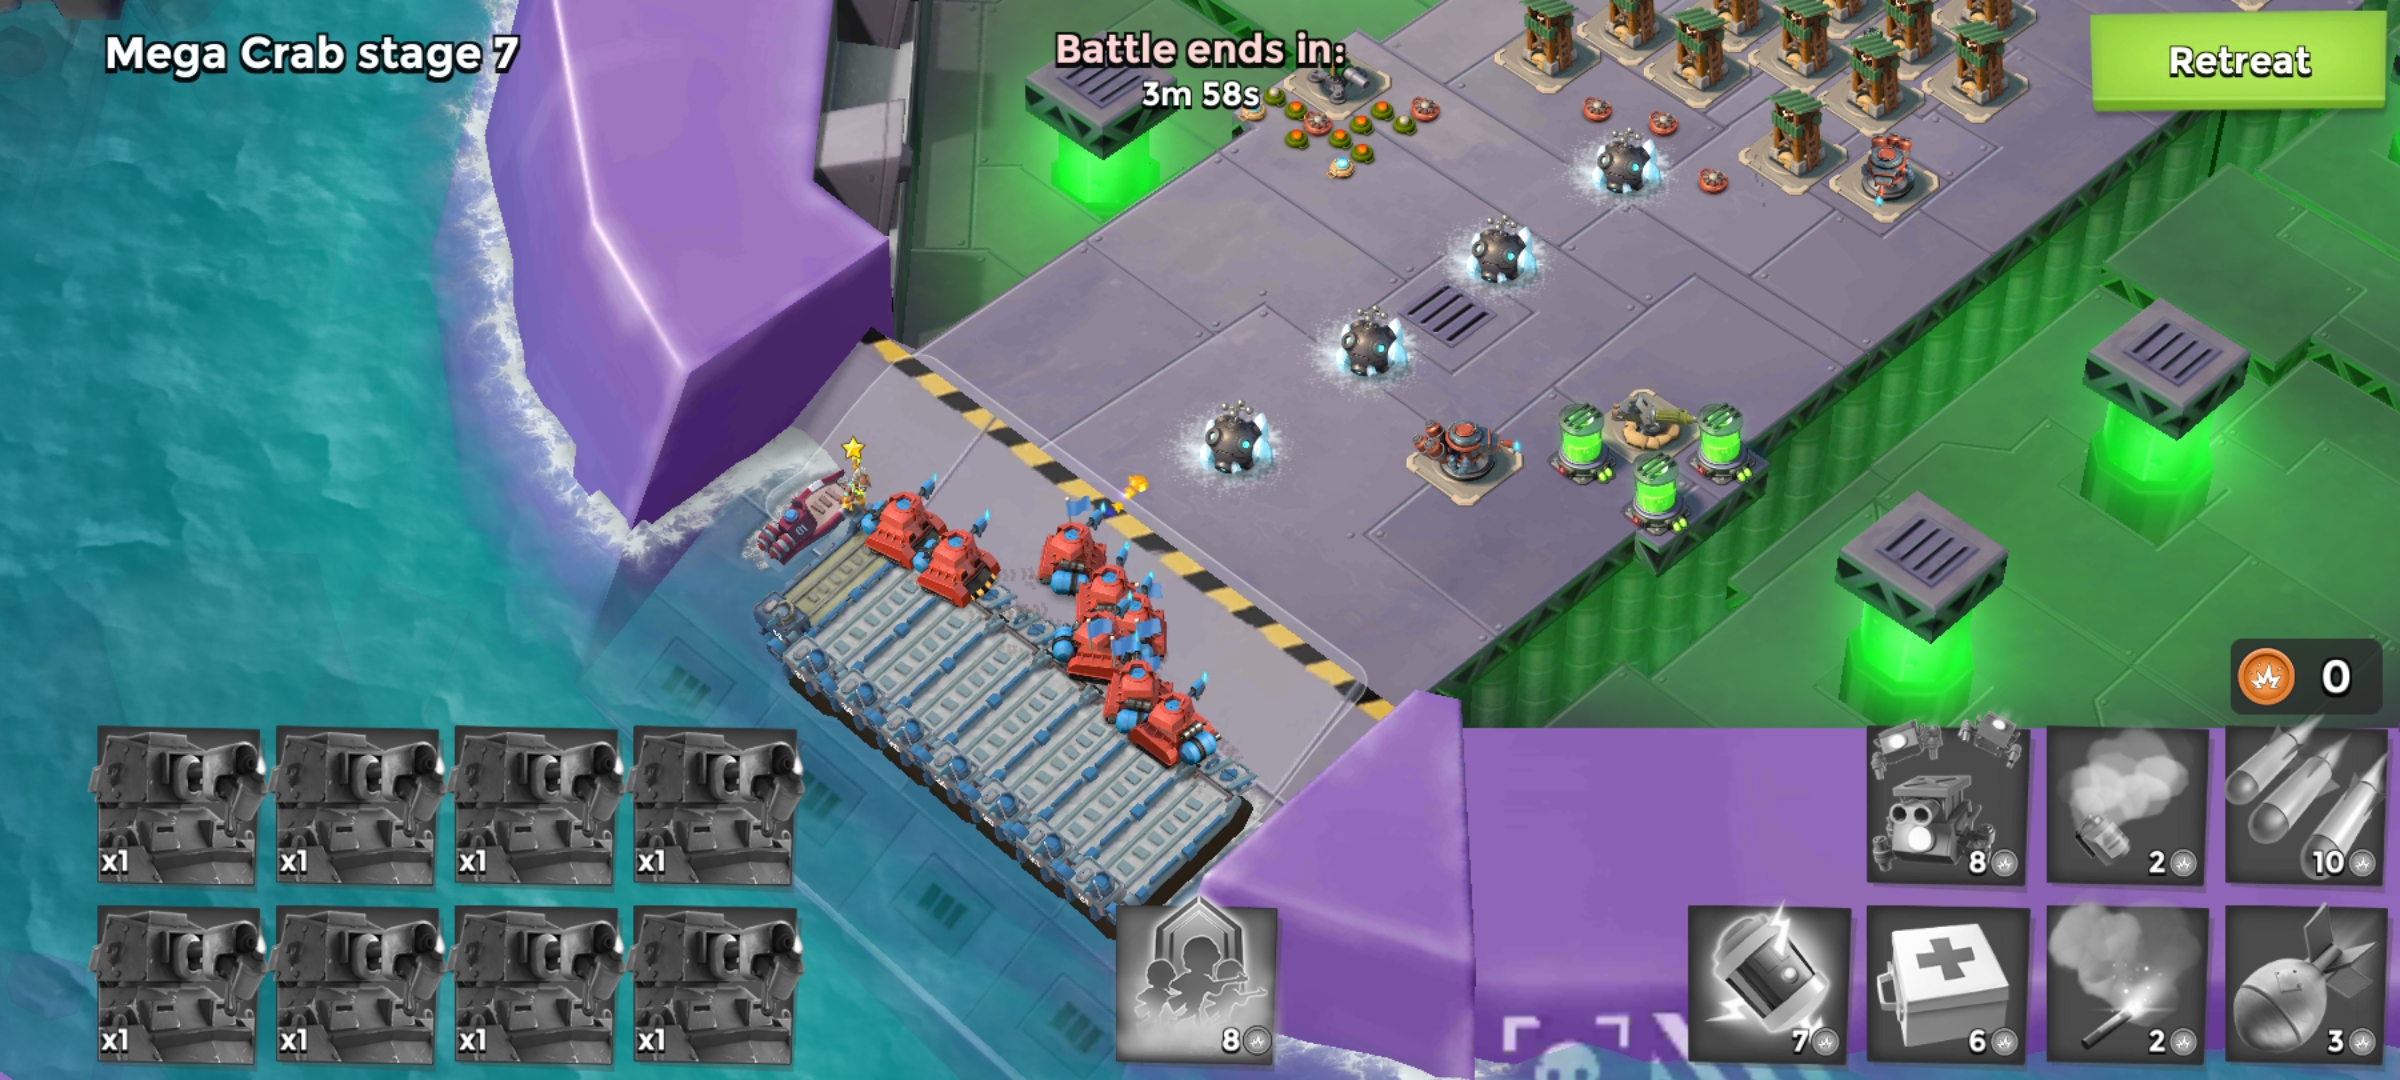 Mega Crab stage 7
Battle ends in:
3m 58s
Retreat
0
x1
x1
x1
x1
8
2
10
x1
x1
x1
x1
8
7
6
2
3